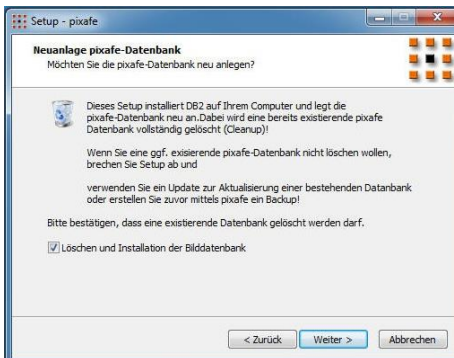 Setup - pixafe
Neuanlage pixafe-Datenbank
Möchten Sie die pixafe-Datenbank neu anlegen?
Dieses Setup installiert DB2 auf Ihrem Computer und legt die
pixafe-Datenbank neu an.Dabei wird eine bereits existierende pixafe
Datenbank vollständig gelöscht (Cleanup)!
Wenn Sie eine ggf. exisierende pixafe-Datenbank nicht löschen wollen,
brechen Sie Setup ab und
verwenden Sie ein Update zur Aktualisierung einer bestehenden Datanbank
oder erstellen Sie zuvor mittels pixafe ein Backup!
Bitte bestätigen, dass eine existierende Datenbank gelöscht werden darf.
Löschen und Installation der Bilddatenbank
< Zurück
Weiter >
Abbrechen